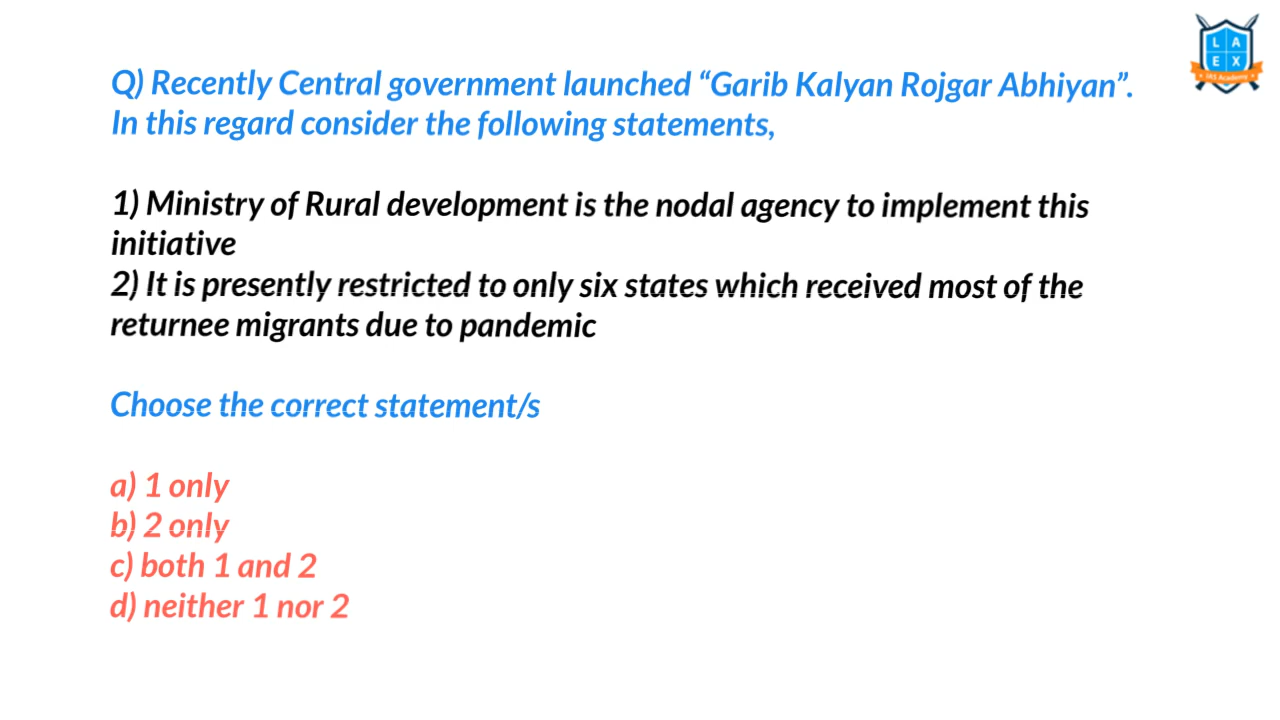 L A
E X
IAS Academy
Q) Recently Central government launched “Garib Kalyan Rojgar Abhiyan”.
In this regard consider the following statements,
1) Ministry of Rural development is the nodal agency to implement this
initiative
2) It is presently restricted to only six states which received most of the
returnee migrants due to pandemic
Choose the correct statement/s
a) 1 only
b) 2 only
c) both 1 and 2
d) neither 1 nor 2